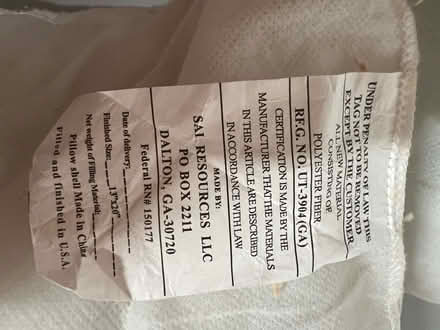 UNDER PENALTY OF LAW THIS
TAG NOT TO BE REMOVED
EXCEPT BY THE CUSTOMER
ALL NEW MATERIAL
CONSISTING OF
POLYESTER FIBER
REG. NO. UT-3904 (GA)
CERTIFICATION IS MADE BY THE
MANUFACTURER THAT THE MATERIALS
IN THIS ARTICLE ARE DESCRIBED
IN ACCORDANCE WITH LAW
MADE BY:
SAI RESOURCES LLC
PO BOX 2211
DALTON, GA-30720
Federal RN# 150177
Date of delivery:
Finished Size: 13"x20"
Net weight of Filling Material:
Pillow shell Made in China
Filled and finished in U.S.A.